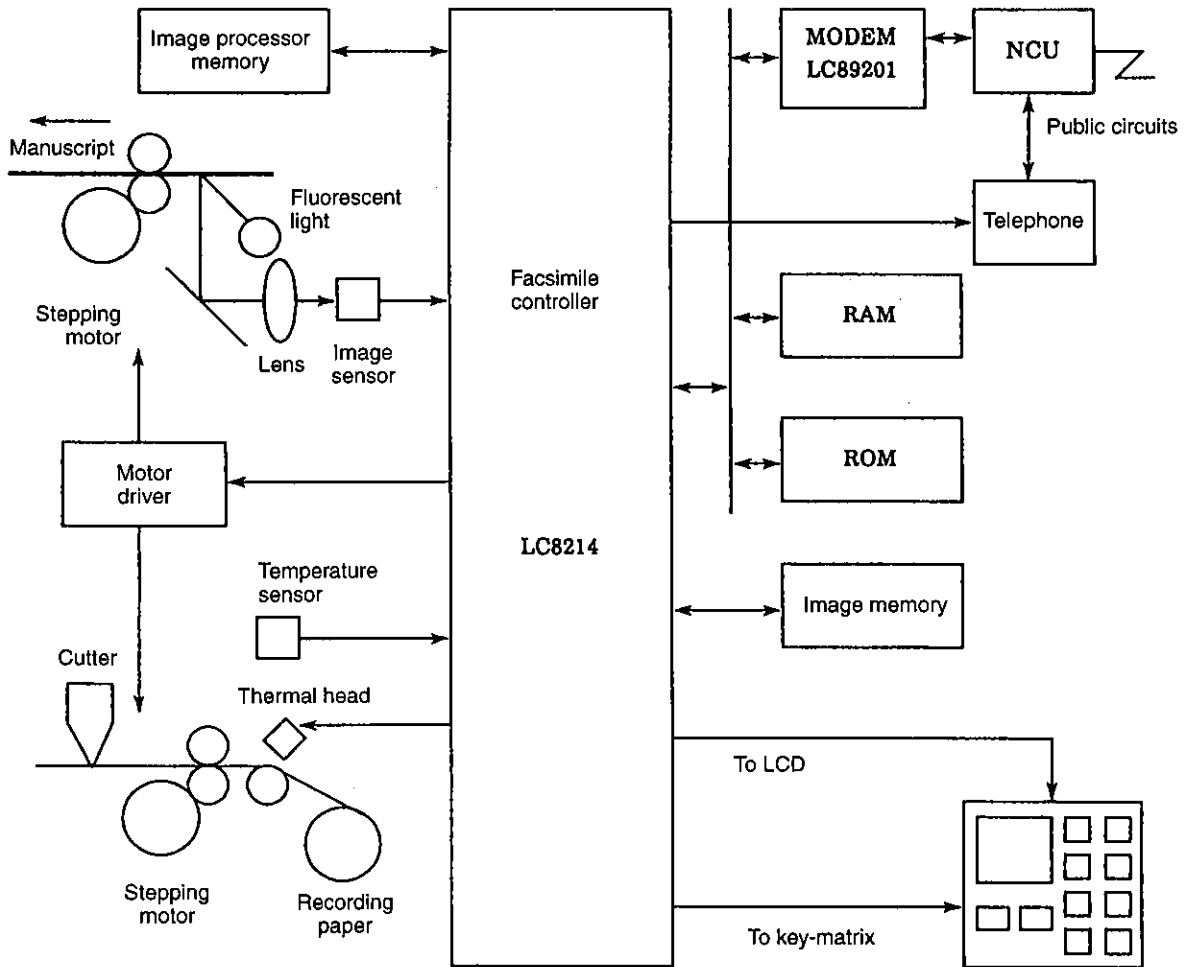 Image processor
memory
MODEM
LC89201
NCU
Public circuits
Manuscript
Fluorescent
light
Telephone
Facsimile
controller
Stepping
motor
Lens
Image
sensor
RAM
Motor
driver
ROM
LC8214
Temperature
sensor
Image memory
Cutter
Thermal head
To LCD
Stepping
motor
Recording
paper
To key-matrix